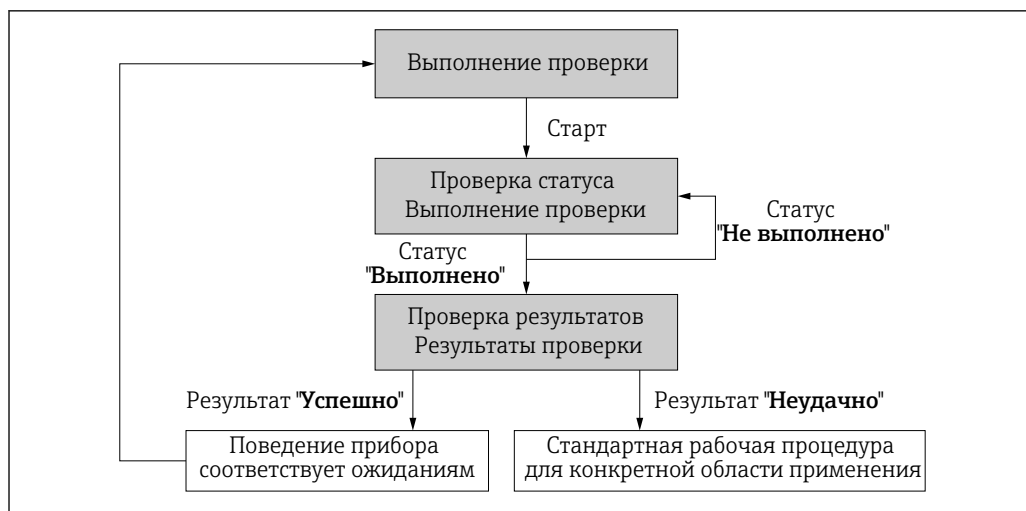 Выполнение проверки
Старт
Проверка статуса
Выполнение проверки
Статус
"Не выполнено"
Статус
"Выполнено"
Проверка результатов
Результаты проверки
Результат "Успешно"
Результат "Неудачно"
Поведение прибора
соответствует ожиданиям
Стандартная рабочая процедура
для конкретной области применения